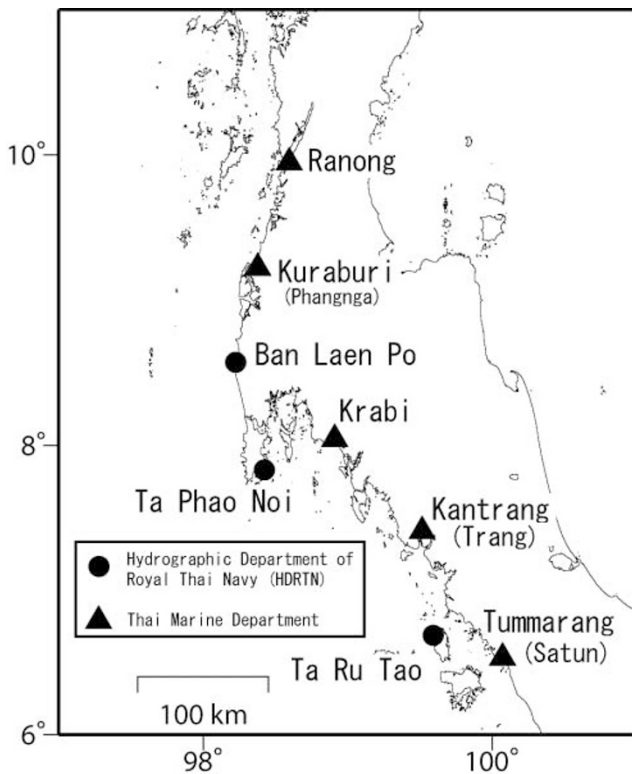 10°
Ranong
Kuraburi
(Phangnga)
Ban Laen Po
Krabi
8°
Ta Phao Noi
Kantrang
(Trang)
Hydrographic Department of
Royal Thai Navy (HDRTN)
Thai Marine Department
Tummarang
(Satun)
Ta Ru Tao
100 km
6°
98°
100°